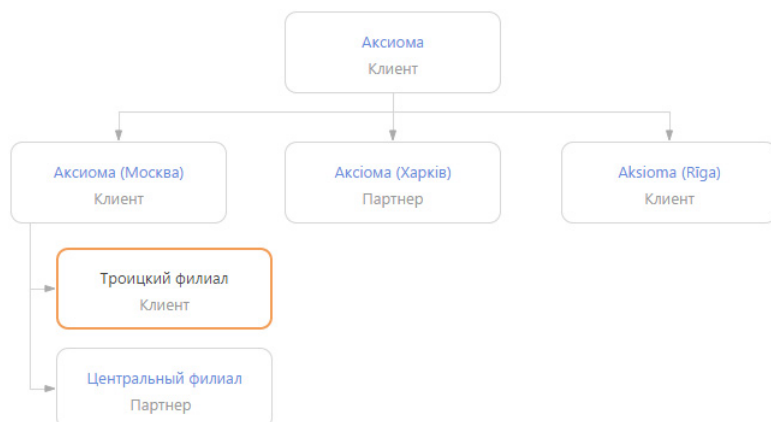 Аксиома
Клиент
Аксиома (Москва)
Клиент
Аксіома (Харків)
Партнер
Aksioma (Rīga)
Клиент
Троицкий филиал
Клиент
Центральный филиал
Партнер